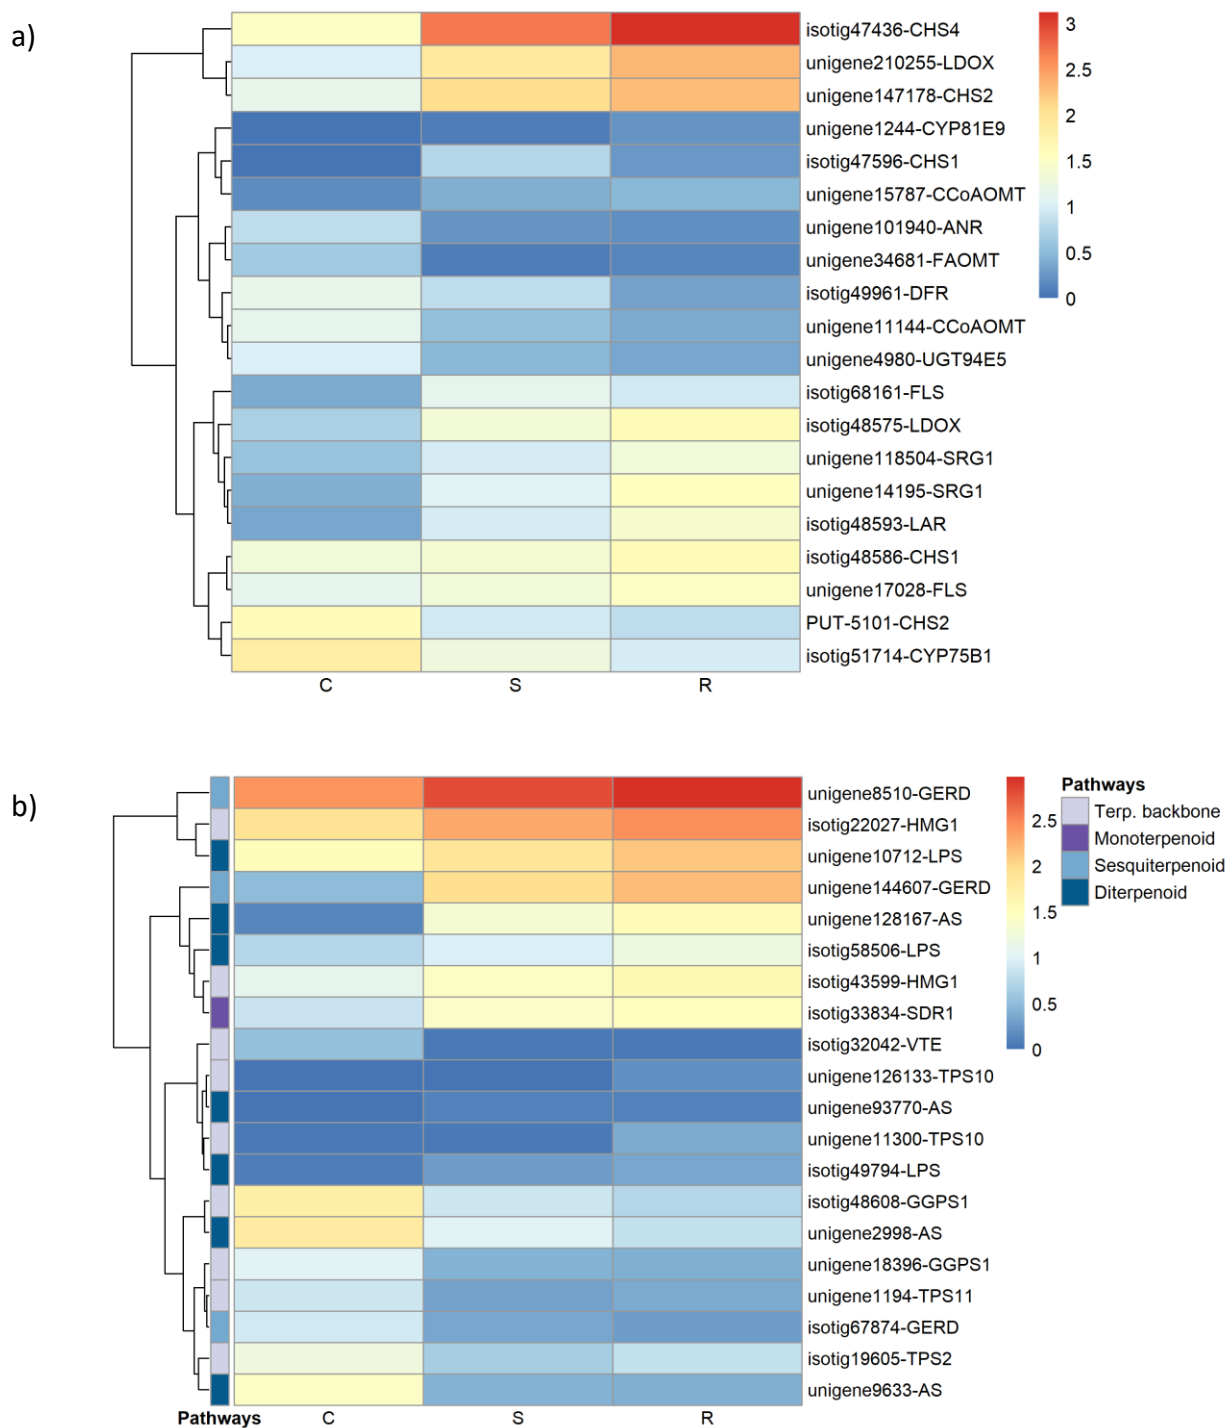 a)
isotig47436-CHS4
unigene210255-LDOX
unigene147178-CHS2
unigene1244-CYP81E9
isotig47596-CHS1
unigene15787-CCoAOMT
unigene101940-ANR
unigene34681-FAOMT
isotig49961-DFR
unigene11144-CCoAOMT
unigene4980-UGT94E5
isotig68161-FLS
isotig48575-LDOX
unigene118504-SRG1
unigene14195-SRG1
isotig48593-LAR
isotig48586-CHS1
unigene17028-FLS
PUT-5101-CHS2
isotig51714-CYP75B1
C S R
3
2.5
2
1.5
1
0.5
0
b)
unigene8510-GERD
isotig22027-HMG1
unigene10712-LPS
unigene144607-GERD
unigene128167-AS
isotig58506-LPS
isotig43599-HMG1
isotig33834-SDR1
isotig32042-VTE
unigene126133-TPS10
unigene93770-AS
unigene11300-TPS10
isotig49794-LPS
isotig48608-GGPS1
unigene2998-AS
unigene18396-GGPS1
unigene1194-TPS11
isotig67874-GERD
isotig19605-TPS2
unigene9633-AS
Pathways C S R
2.5
2
1.5
1
0.5
0
Pathways
Terp. backbone
Monoterpenoid
Sesquiterpenoid
Diterpenoid